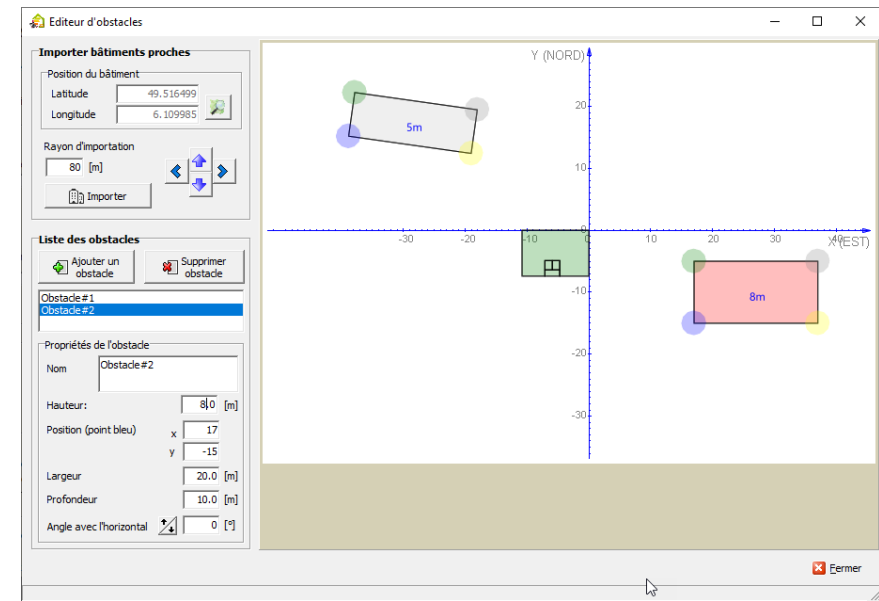 Editeur d'obstacles
Importer bâtiments proches
Position du bâtiment
Latitude 49.516499
Longitude 6.109985
Rayon d'importation
80 [m]
Importer
Liste des obstacles
Ajouter un obstacle
Supprimer obstacle
Obstacle#1
Obstacle#2
Propriétés de l'obstacle
Nom Obstacle#2
Hauteur: 8.0 [m]
Position (point bleu) x 17
y -15
Largeur 20.0 [m]
Profondeur 10.0 [m]
Angle avec l'horizontal 0 [°]
Y (NORD)
20
5m
10
-30 -20 -10 0 10 20 30 40
X (EST)
-10
8m
-20
-30
Fermer